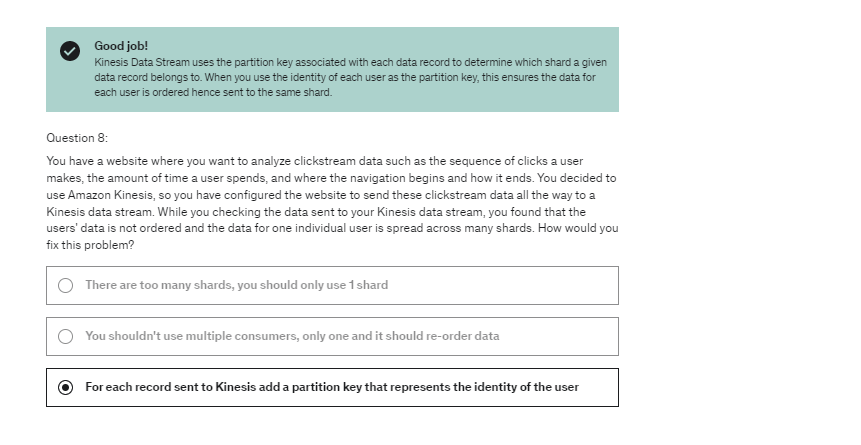 Good job!
Kinesis Data Stream uses the partition key associated with each data record to determine which shard a given
data record belongs to. When you use the identity of each user as the partition key, this ensures the data for
each user is ordered hence sent to the same shard.
Question 8:
You have a website where you want to analyze clickstream data such as the sequence of clicks a user
makes, the amount of time a user spends, and where the navigation begins and how it ends. You decided to
use Amazon Kinesis, so you have configured the website to send these clickstream data all the way to a
Kinesis data stream. While you checking the data sent to your Kinesis data stream, you found that the
users' data is not ordered and the data for one individual user is spread across many shards. How would you
fix this problem?
There are too many shards, you should only use 1 shard
You shouldn't use multiple consumers, only one and it should re-order data
For each record sent to Kinesis add a partition key that represents the identity of the user